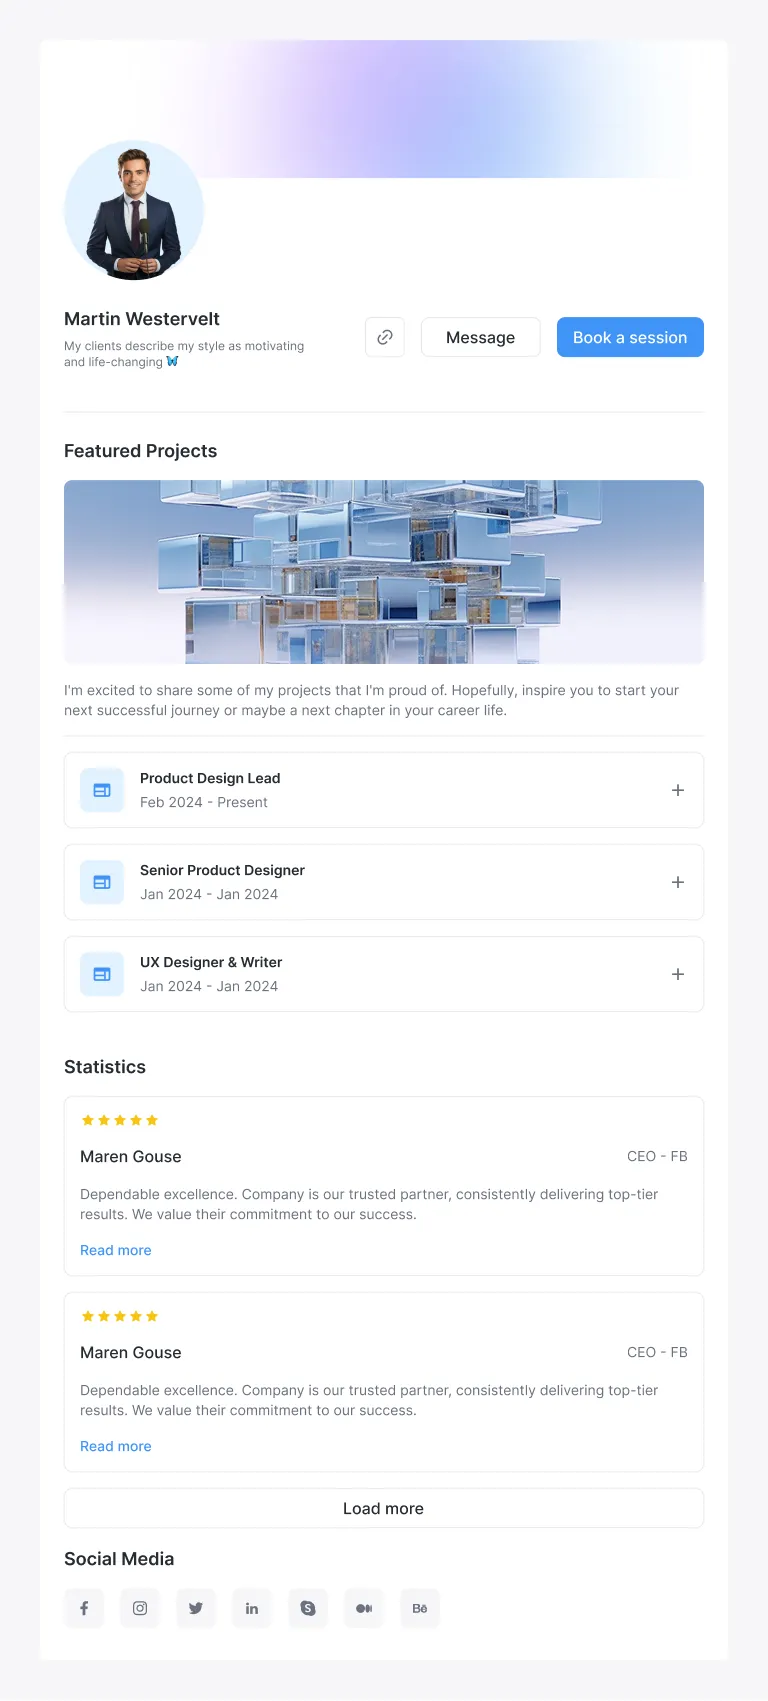 Martin Westervelt
My clients describe my style as motivating
and life-changing 🦋
Message
Book a session
Featured Projects
I'm excited to share some of my projects that I'm proud of. Hopefully, inspire you to start your
next successful journey or maybe a next chapter in your career life.
Product Design Lead
Feb 2024 - Present
Senior Product Designer
Jan 2024 - Jan 2024
UX Designer & Writer
Jan 2024 - Jan 2024
Statistics
Maren Gouse
CEO - FB
Dependable excellence. Company is our trusted partner, consistently delivering top-tier
results. We value their commitment to our success.
Read more
Maren Gouse
CEO - FB
Dependable excellence. Company is our trusted partner, consistently delivering top-tier
results. We value their commitment to our success.
Read more
Load more
Social Media